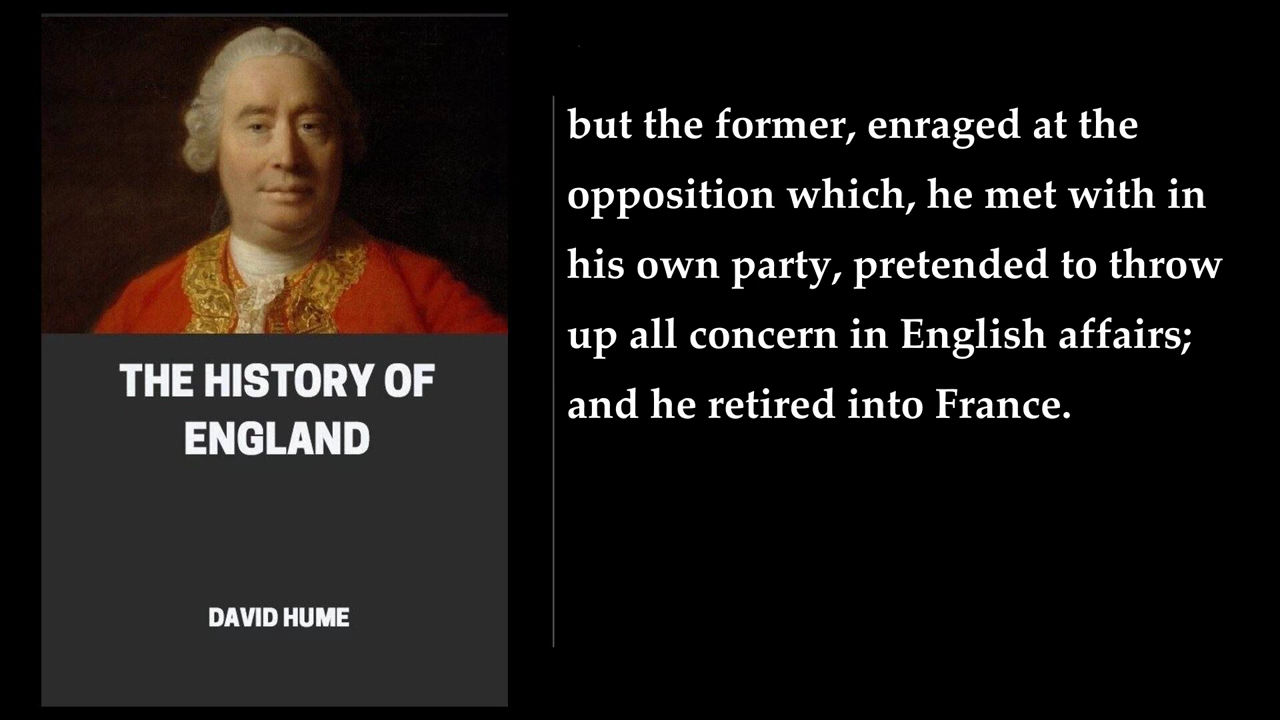 THE HISTORY OF
ENGLAND
DAVID HUME
but the former, enraged at the
opposition which, he met with in
his own party, pretended to throw
up all concern in English affairs;
and he retired into France.